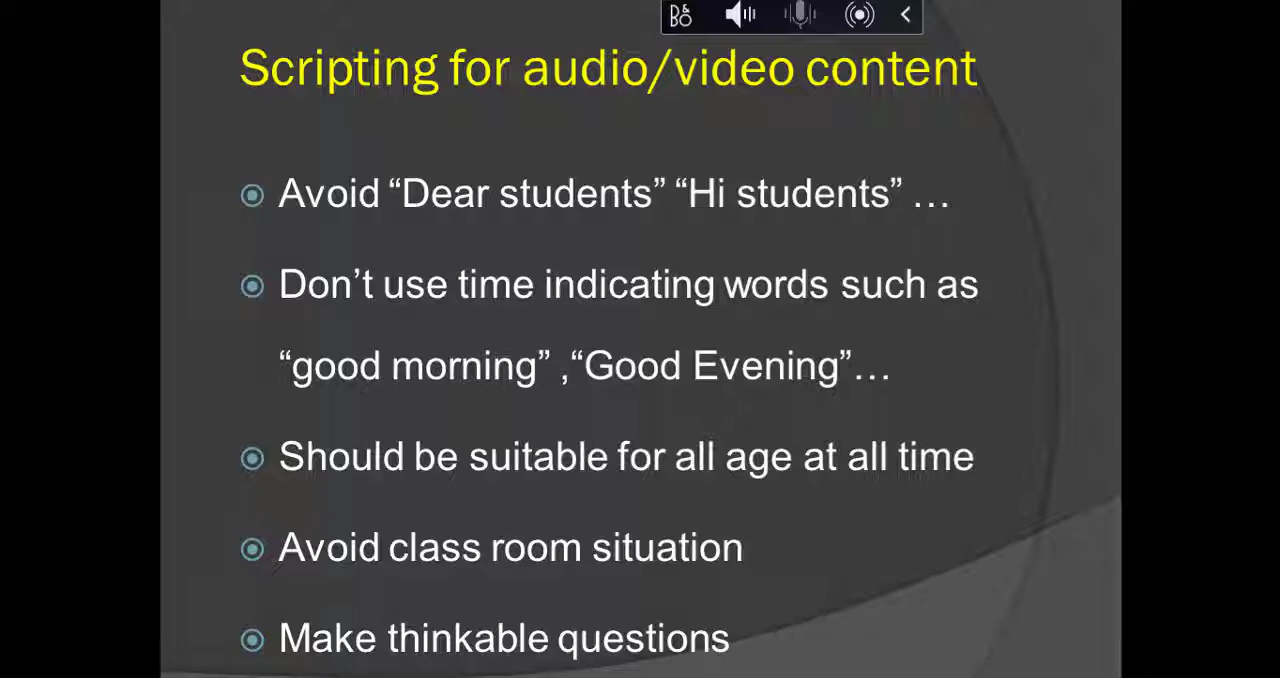 B&O
Scripting for audio/video content
Avoid “Dear students” “Hi students” …
Don’t use time indicating words such as
“good morning” ,“Good Evening”…
Should be suitable for all age at all time
Avoid class room situation
Make thinkable questions